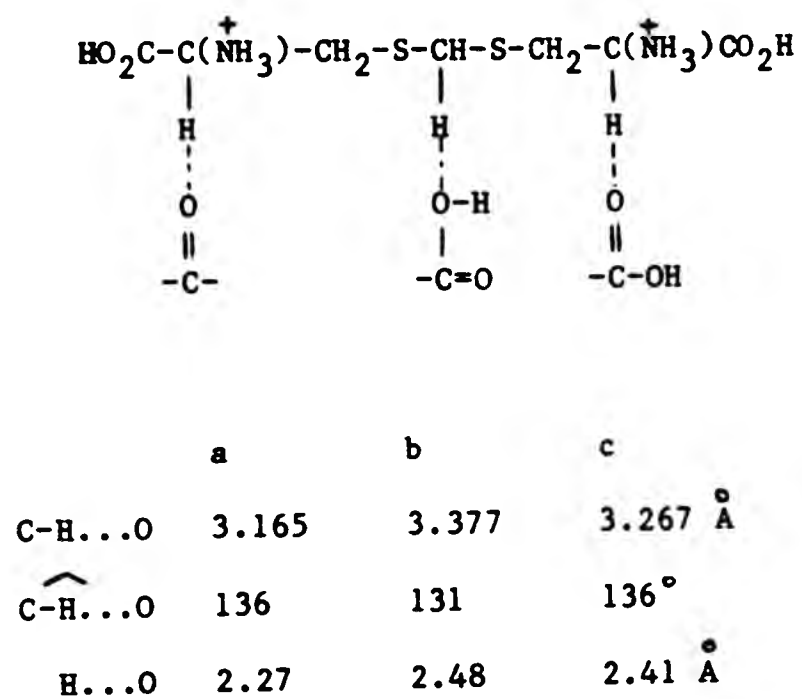 HO2C-C(NH3)-CH2-S-CH-S-CH2-C(NH3)CO2H
+ +
H H H
O O-H O
-C- -C=O -C-OH
a b c
C-H...O 3.165 3.377 3.267 Å
C-H...O 136 131 136°
H...O 2.27 2.48 2.41 Å